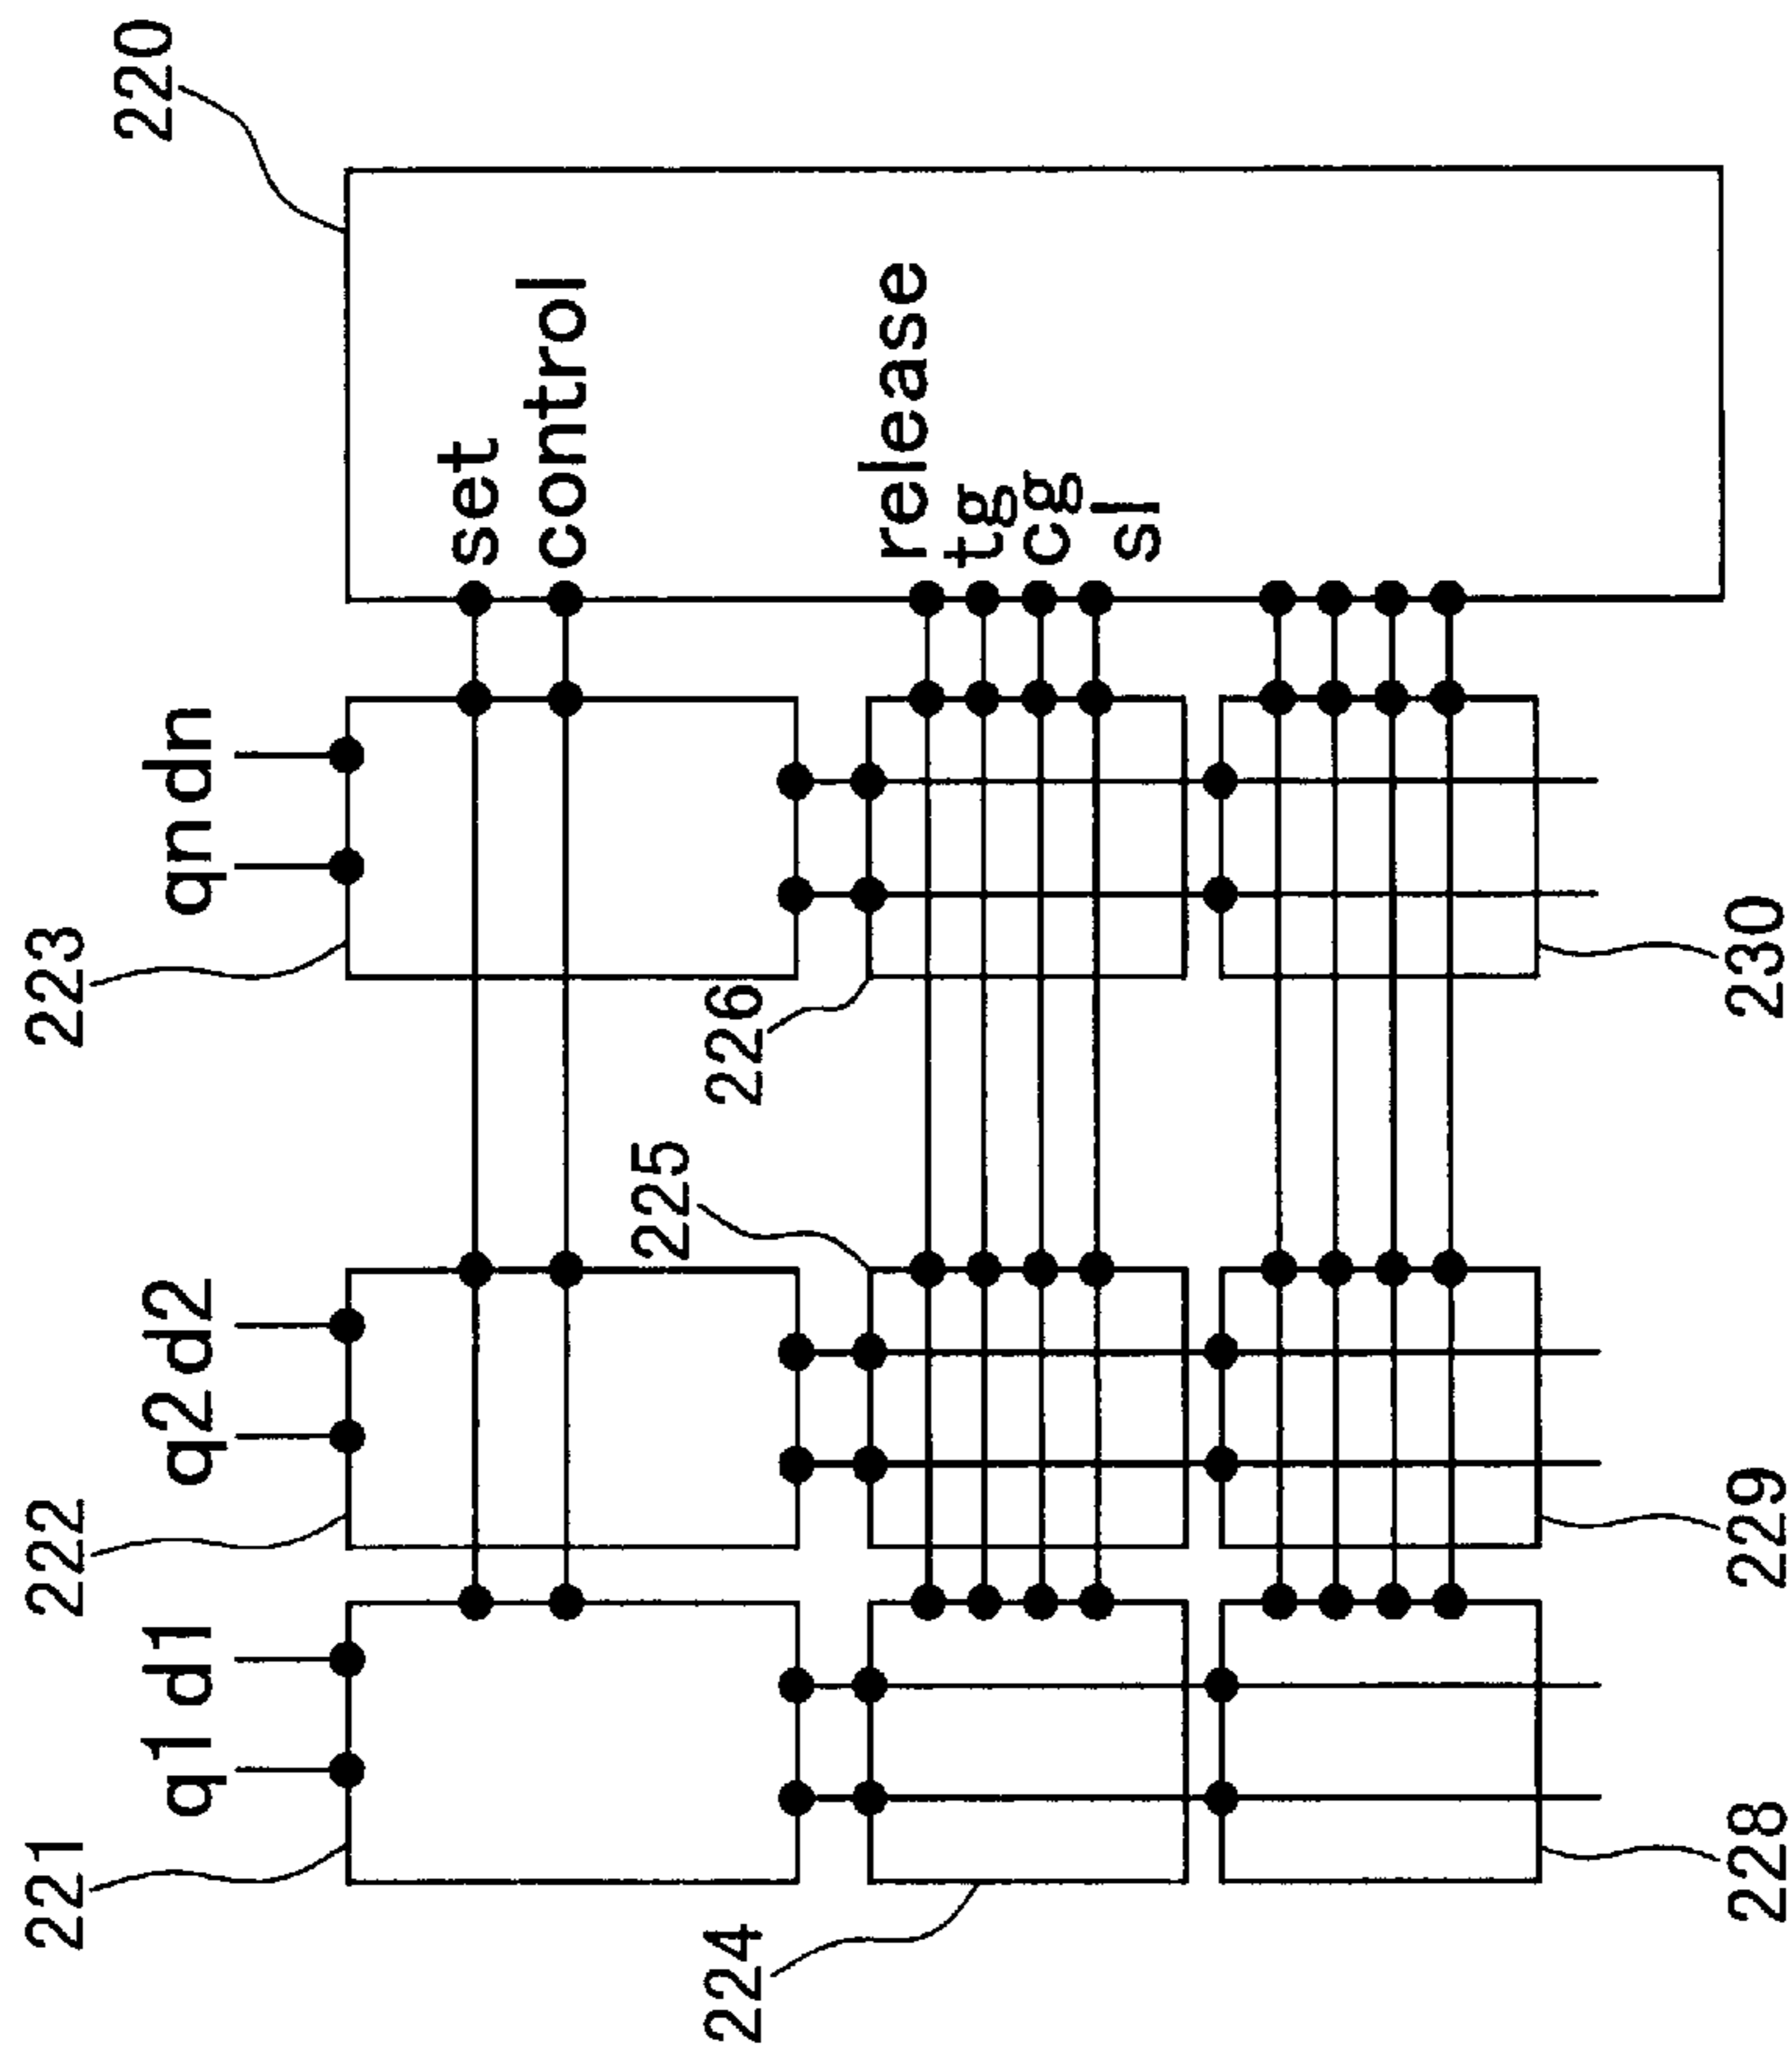 220
set
control
release
tg
cg
sl
qn dn
223
226
230
225
q2 d2
222
229
q1 d1
221
224
228